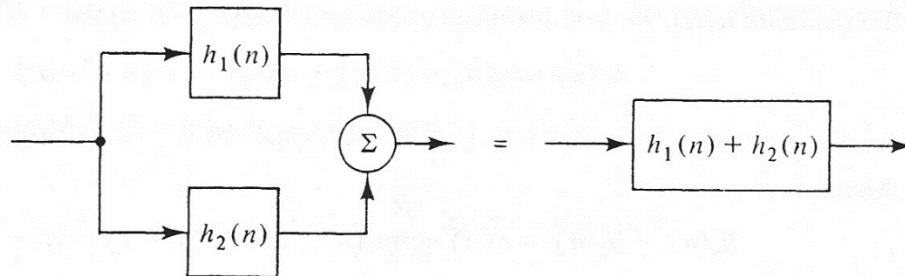 h₁(n)
Σ = h₁(n) + h₂(n)
h₂(n)